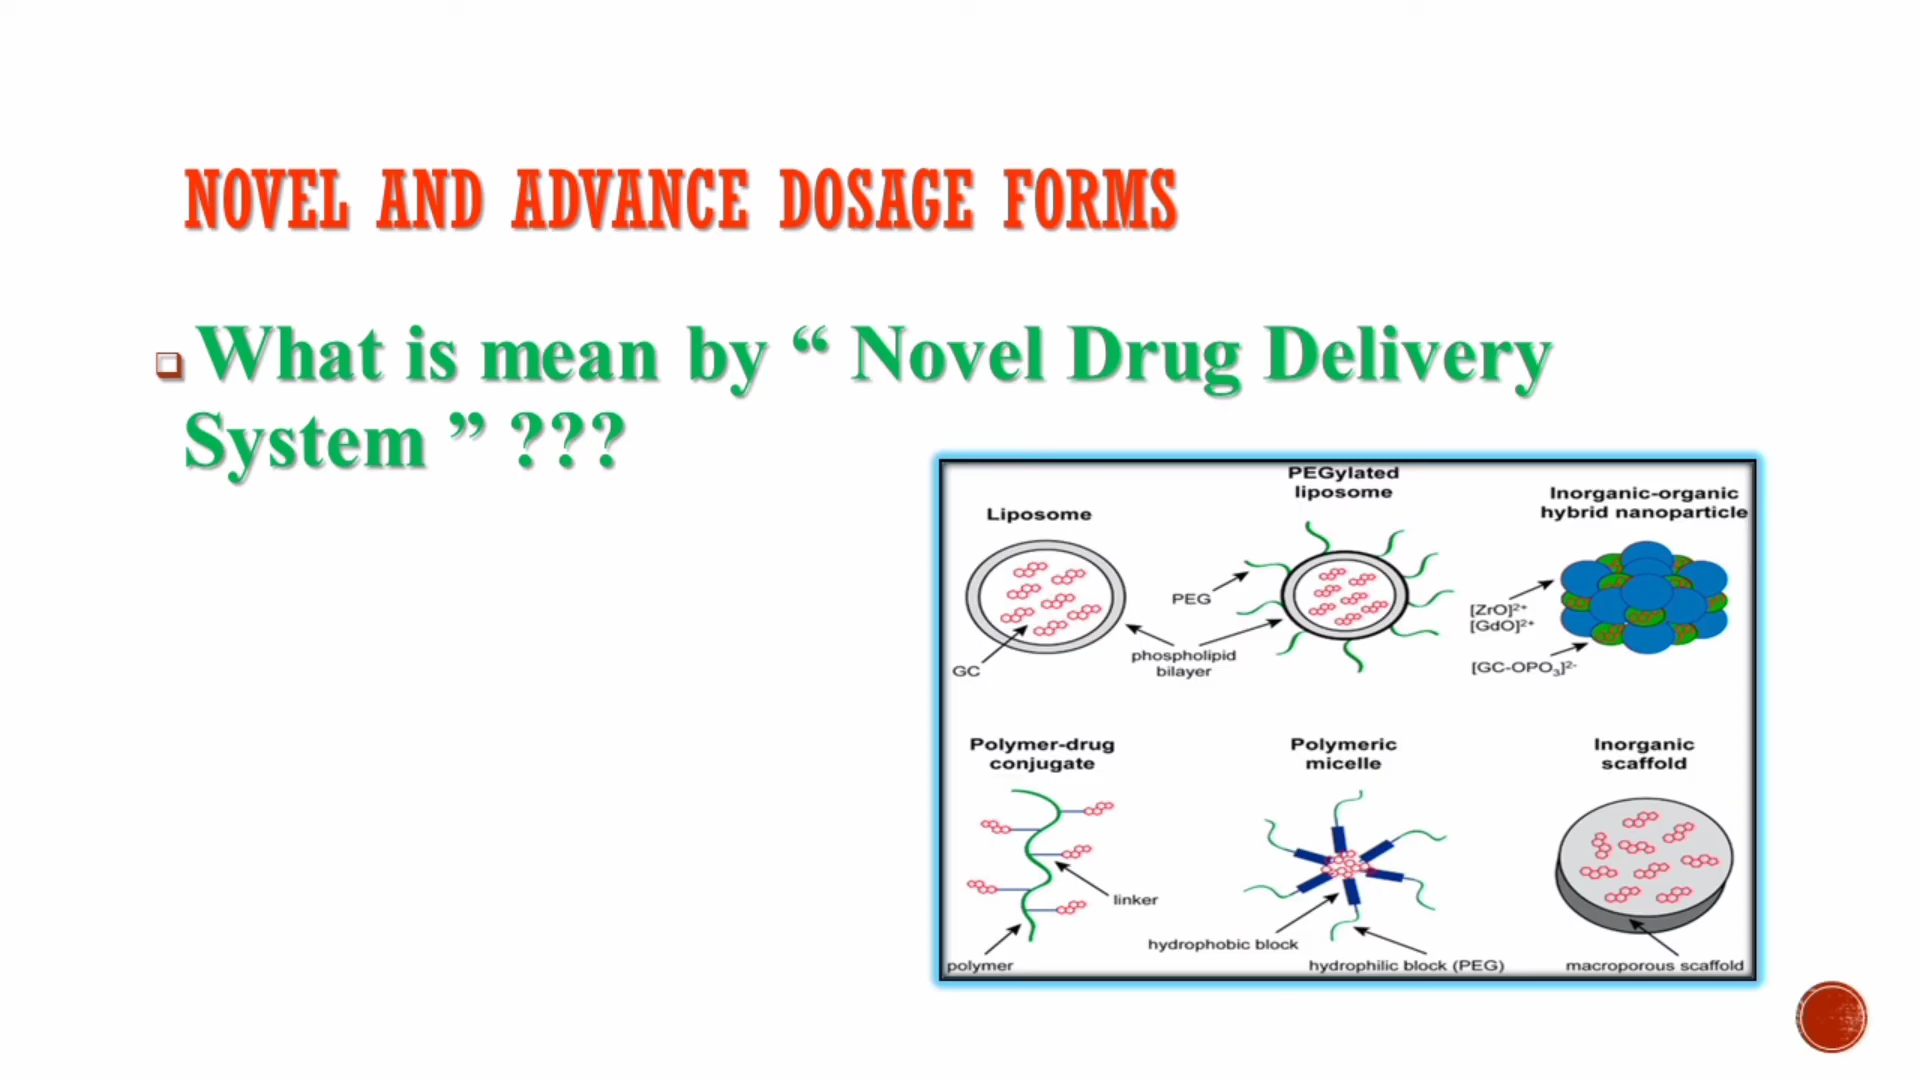 NOVEL AND ADVANCE DOSAGE FORMS
What is mean by “ Novel Drug Delivery
System ” ???
Liposome
GC
PEGylated
liposome
PEG
phospholipid
bilayer
Inorganic-organic
hybrid nanoparticle
[ZrO]²⁺
[GdO]²⁺
[GC-OPO₃]²⁻
Polymer-drug
conjugate
linker
polymer
Polymeric
micelle
hydrophobic block
hydrophilic block (PEG)
Inorganic
scaffold
macroporous scaffold